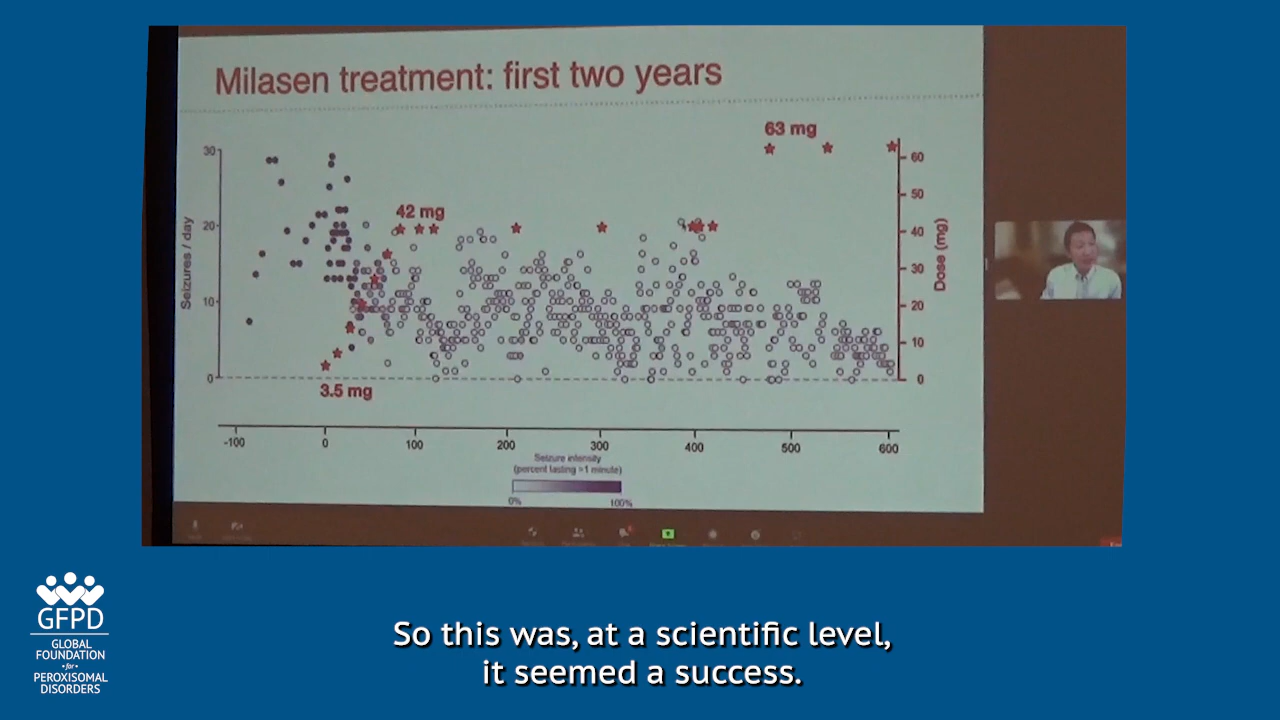 Milasen treatment: first two years
63 mg
42 mg
3.5 mg
Seizures / day
30
20
10
0
Dose (mg)
60
50
40
30
20
10
0
-100
0
100
200
300
400
500
600
Seizure intensity
(percent lasting >1 minute)
0%
100%
GFPD
GLOBAL
FOUNDATION
for
PEROXISOMAL
DISORDERS
So this was, at a scientific level,
it seemed a success.